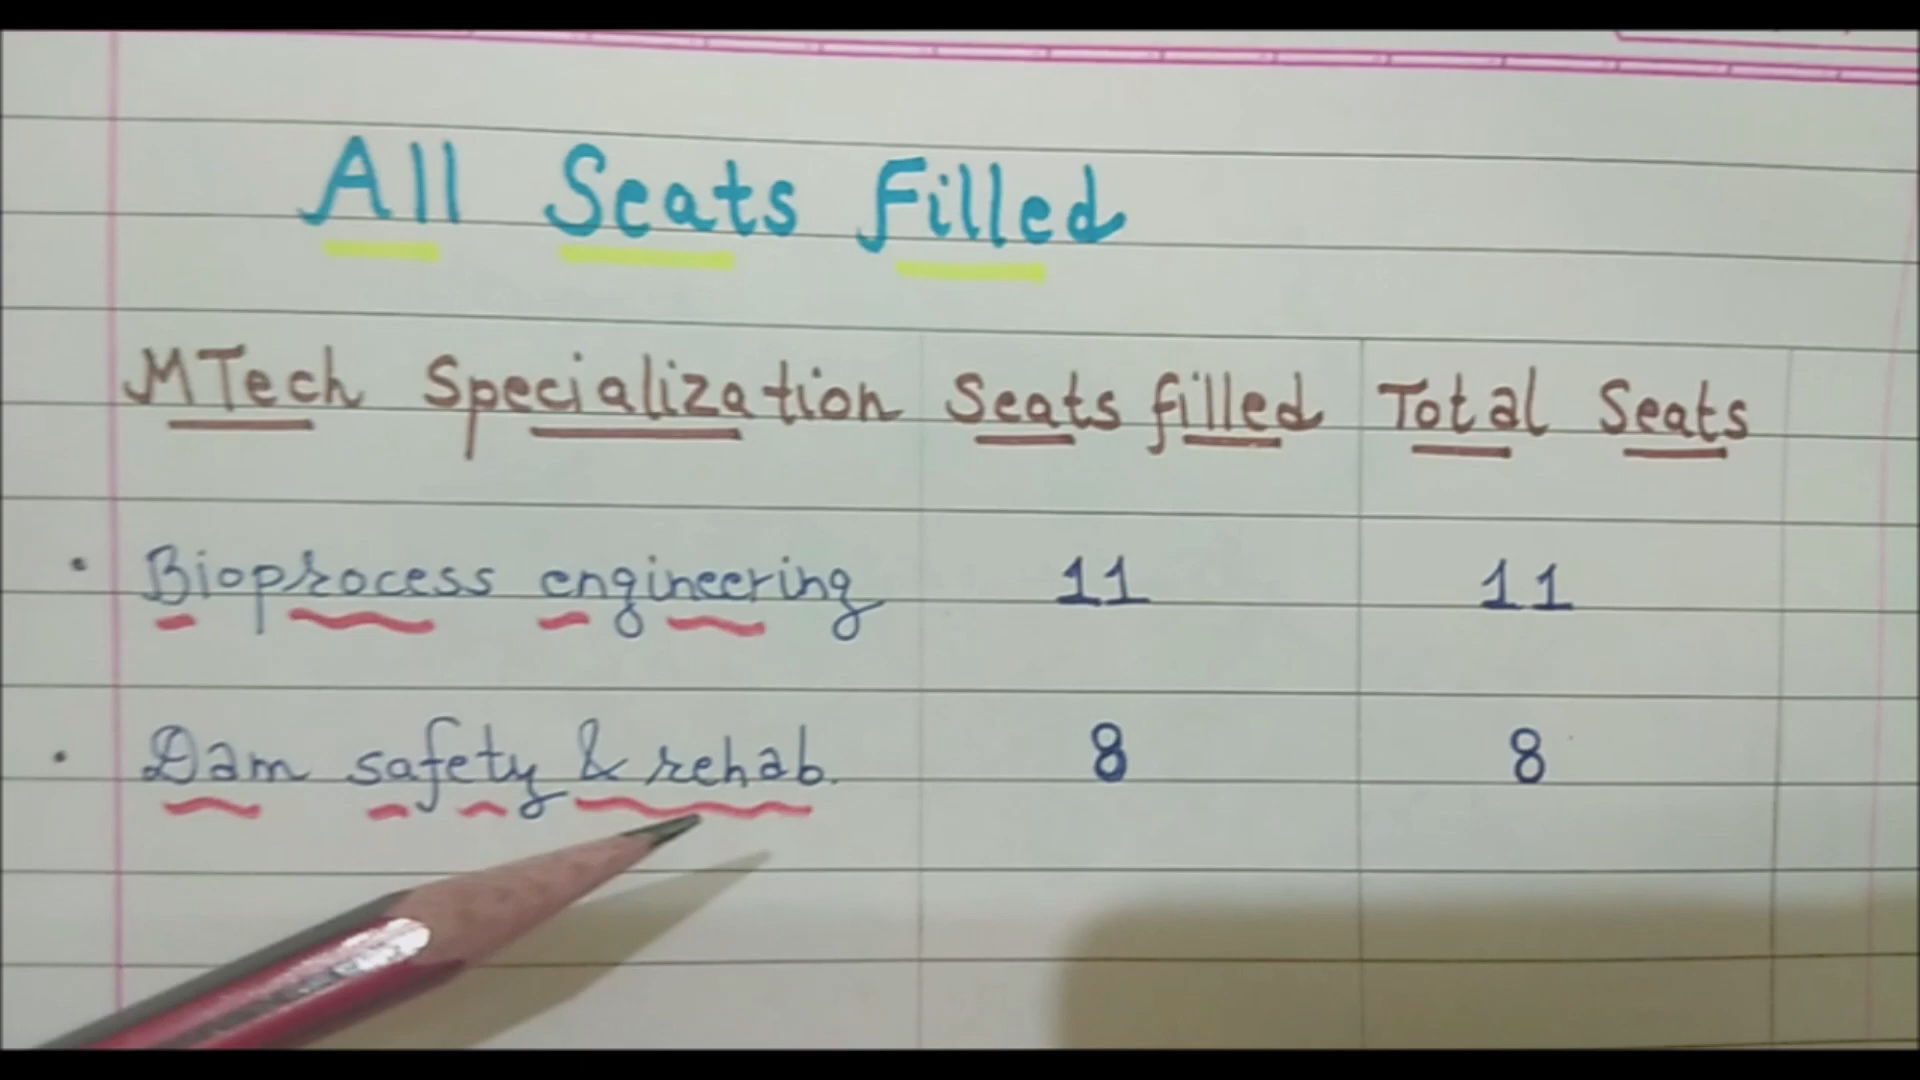 All Seats Filled
MTech Specialization Seats filled Total Seats
• Bioprocess engineering 11 11
• Dam safety & rehab. 8 8